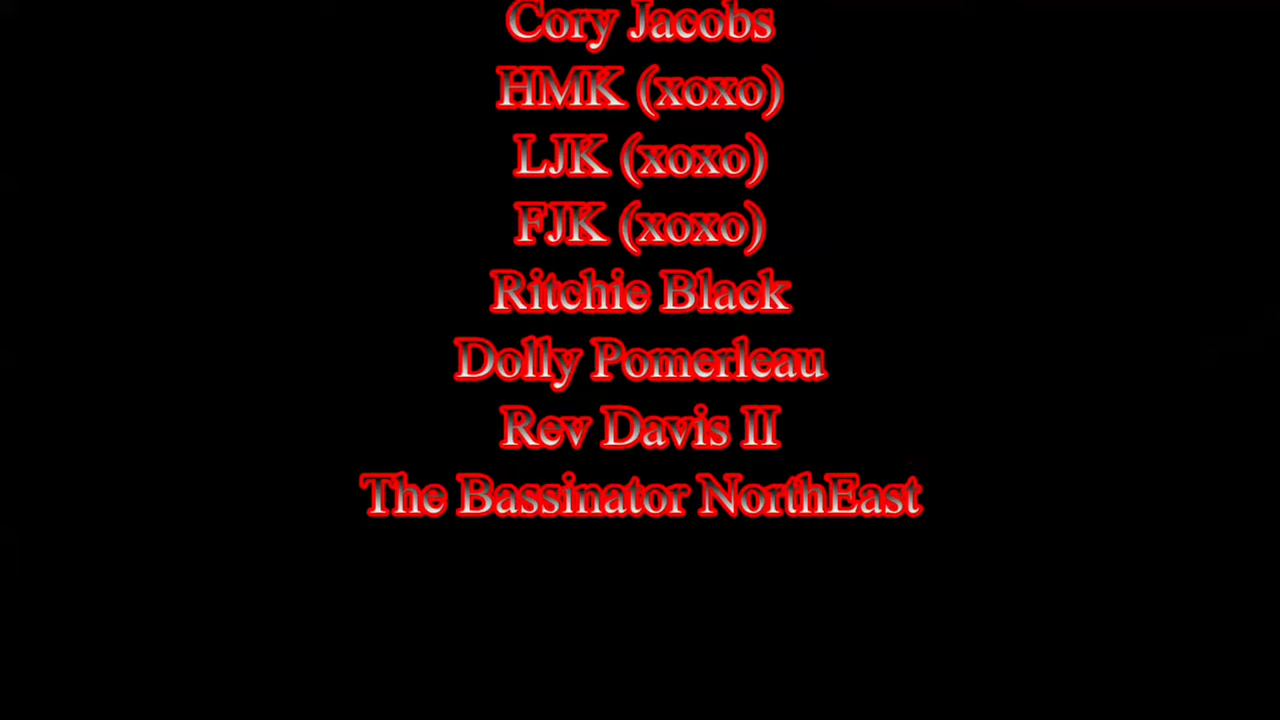 Cory Jacobs
HMK (xoxo)
LJK (xoxo)
FJK (xoxo)
Ritchie Black
Dolly Pomerleau
Rev Davis II
The Bassinator NorthEast